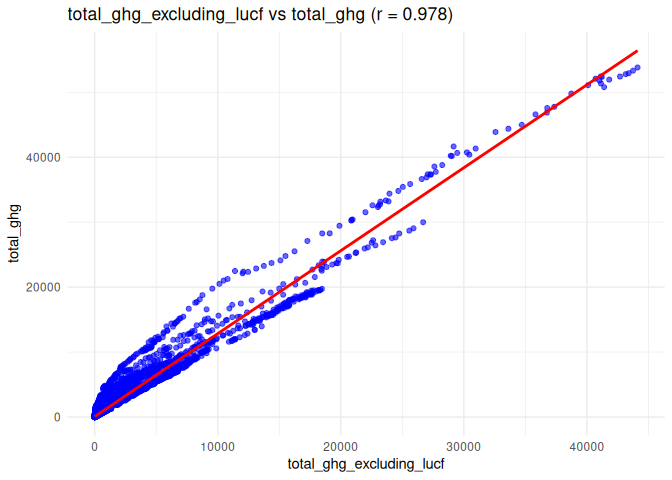 total_ghg_excluding_lucf vs total_ghg (r = 0.978)
total_ghg
40000
20000
0
0
10000
20000
30000
40000
total_ghg_excluding_lucf